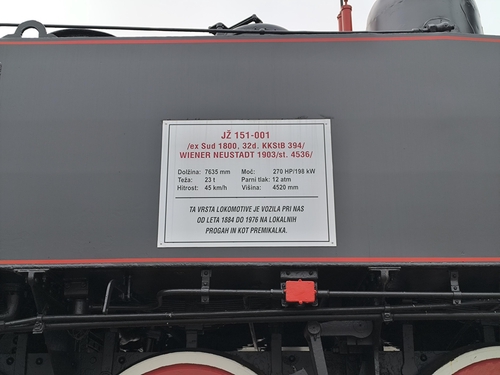 JŽ 151-001
/ex Sud 1800, 32d. KKStB 394/
WIENER NEUSTADT 1903/st. 4536/
Dolžina: 7635 mm Moč: 270 HP/198 kW
Teža: 23 t Parni tlak: 12 atm
Hitrost: 45 km/h Višina: 4520 mm
TA VRSTA LOKOMOTIVE JE VOZILA PRI NAS
OD LETA 1884 DO 1976 NA LOKALNIH
PROGAH IN KOT PREMIKALKA.